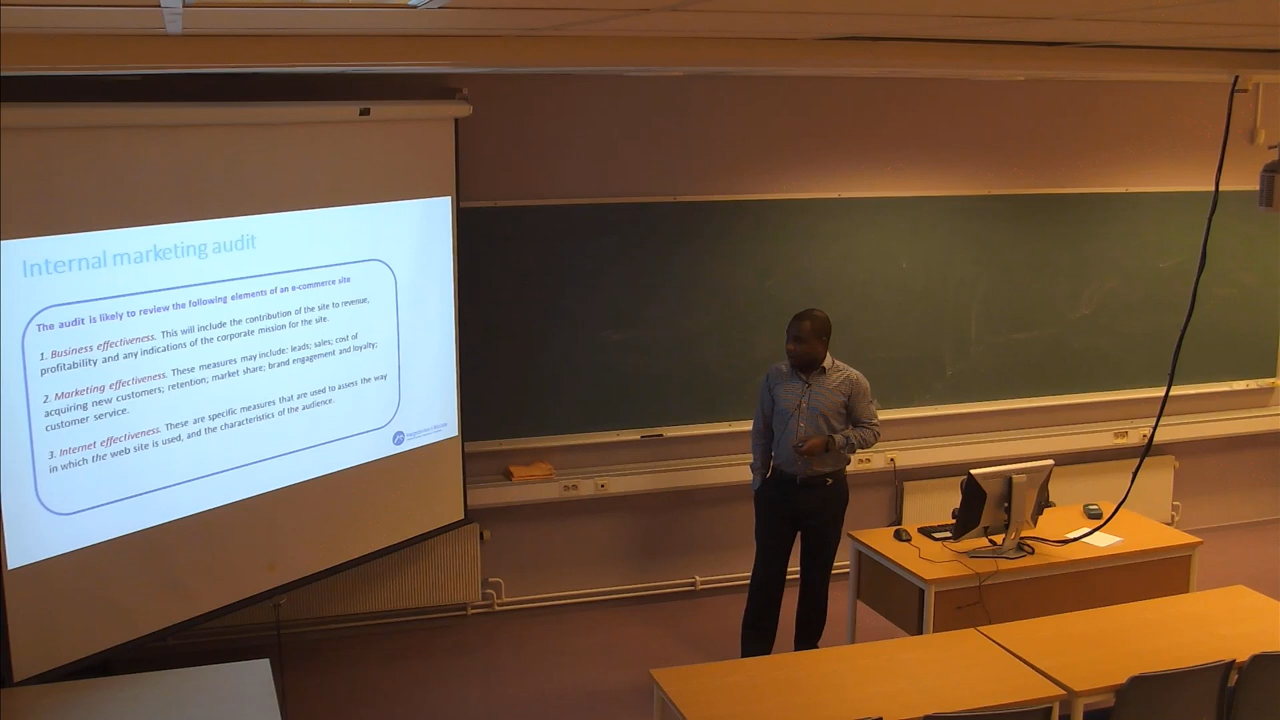 Internal marketing audit
The audit is likely to review the following elements of an e-commerce site
1. Business effectiveness. This will include the contribution of the site to revenue,
profitability and any indications of the corporate mission for the site.
2. Marketing effectiveness. These measures may include: leads; sales; cost of
acquiring new customers; retention; market share; brand engagement and loyalty;
customer service.
3. Internet effectiveness. These are specific measures that are used to assess the way
in which the web site is used, and the characteristics of the audience.